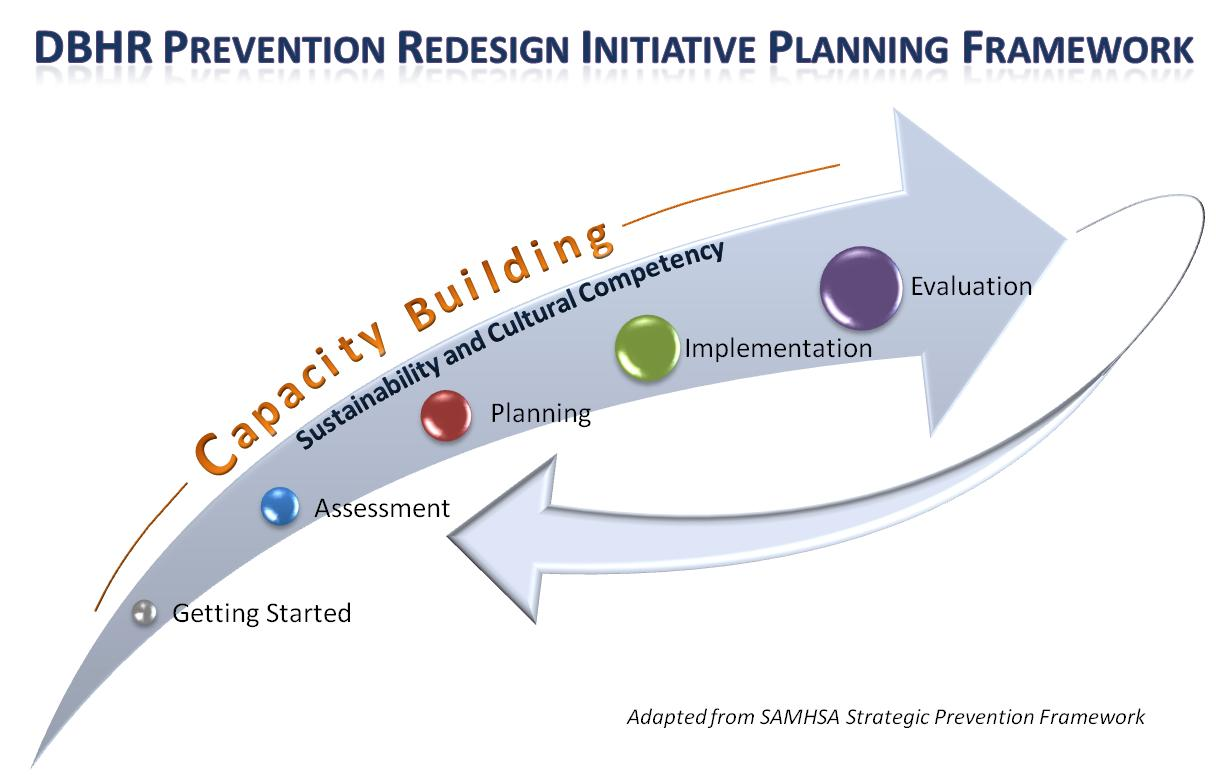 DBHR PREVENTION REDESIGN INITIATIVE PLANNING FRAMEWORK
Capacity Building
Sustainability and Cultural Competency
Evaluation
Implementation
Planning
Assessment
Getting Started
Adapted from SAMHSA Strategic Prevention Framework